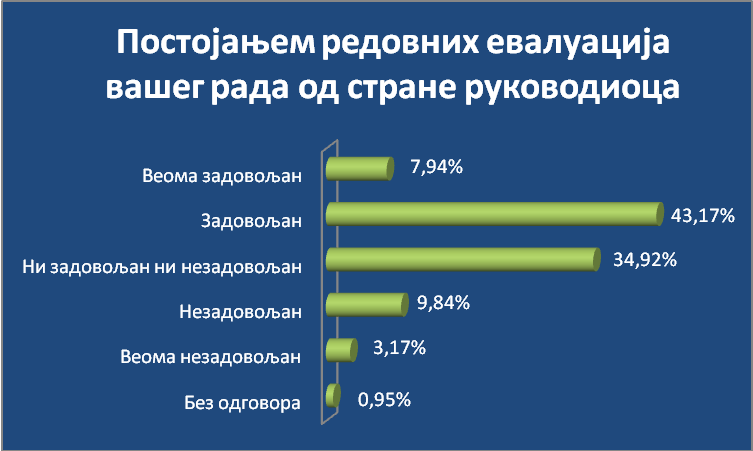 Постојањем редовних евалуација
вашег рада од стране руководиоца
Веома задовољан 7,94%
Задовољан 43,17%
Ни задовољан ни незадовољан 34,92%
Незадовољан 9,84%
Веома незадовољан 3,17%
Без одговора 0,95%